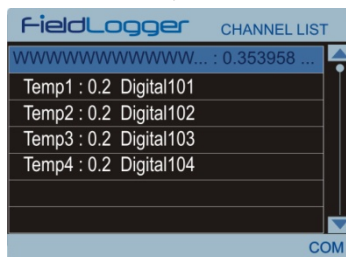 FieldLogger CHANNEL LIST
WWWWWWWWWWWW... : 0.353958 ...
Temp1 : 0.2 Digital101
Temp2 : 0.2 Digital102
Temp3 : 0.2 Digital103
Temp4 : 0.2 Digital104
COM